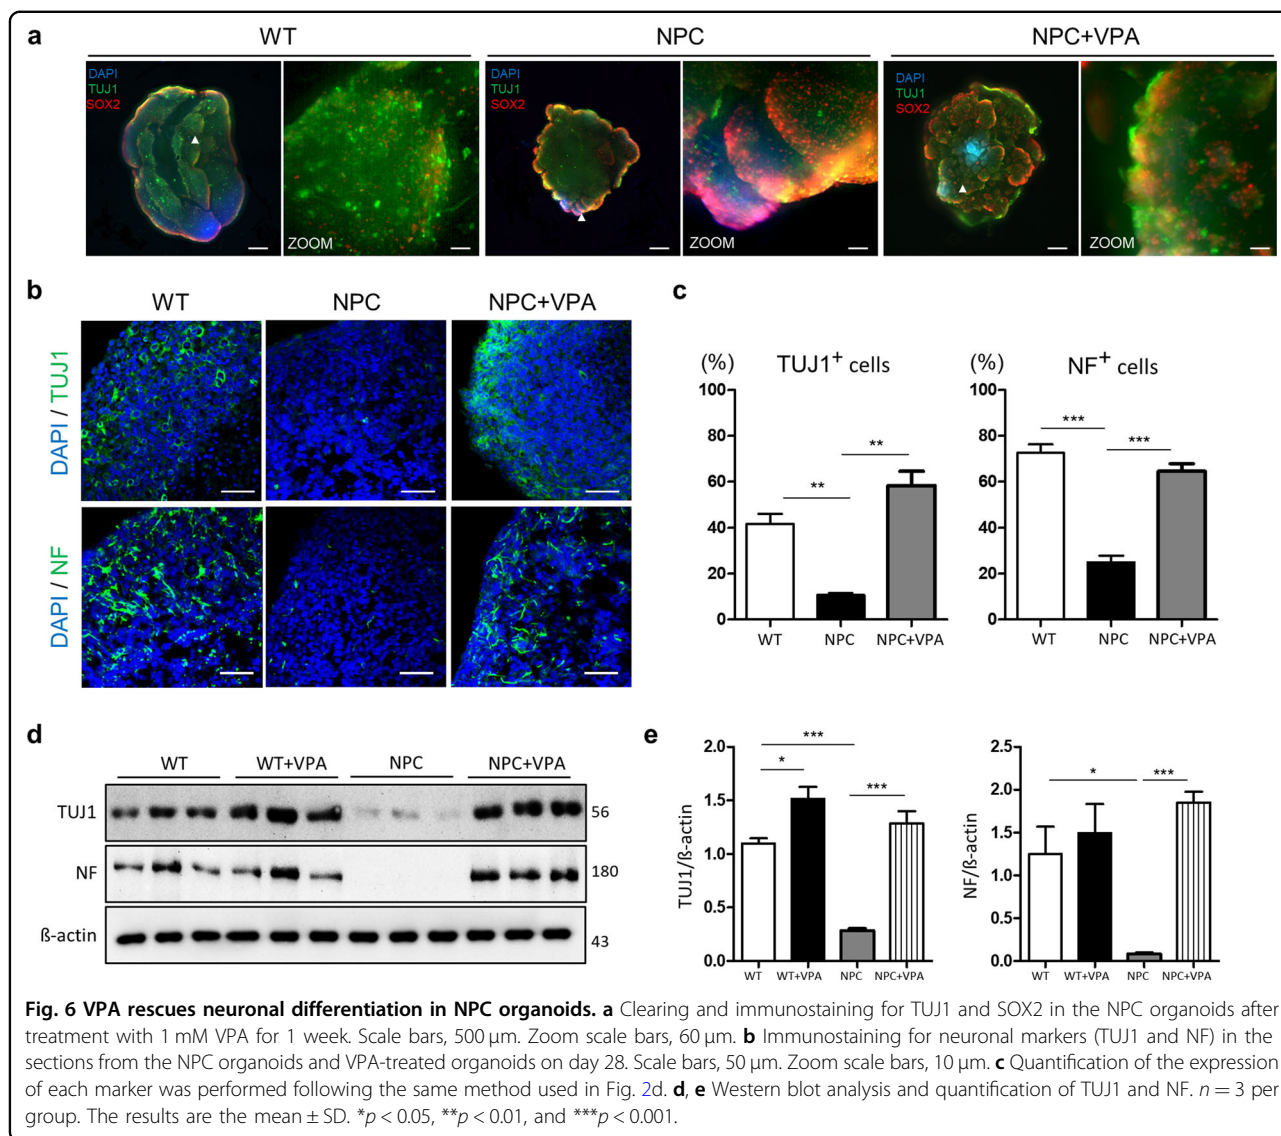 a
WT
NPC
NPC+VPA
DAPI
TUJ1
SOX2
ZOOM
DAPI
TUJ1
SOX2
ZOOM
DAPI
TUJ1
SOX2
ZOOM
b
WT
NPC
NPC+VPA
DAPI / TUJ1
DAPI / NF
c
(%)
TUJ1+ cells
100
80
60
40
20
0
**
**
WT
NPC
NPC+VPA
(%)
NF+ cells
100
80
60
40
20
0
***
***
WT
NPC
NPC+VPA
d
WT
WT+VPA
NPC
NPC+VPA
TUJ1
56
NF
180
ß-actin
43
e
TUJ1/ß-actin
2.0
1.5
1.0
0.5
0.0
***
*
***
WT
WT+VPA
NPC
NPC+VPA
NF/ß-actin
2.5
2.0
1.5
1.0
0.5
0.0
*
***
WT
WT+VPA
NPC
NPC+VPA
Fig. 6 VPA rescues neuronal differentiation in NPC organoids. a Clearing and immunostaining for TUJ1 and SOX2 in the NPC organoids after
treatment with 1 mM VPA for 1 week. Scale bars, 500 µm. Zoom scale bars, 60 µm. b Immunostaining for neuronal markers (TUJ1 and NF) in the
sections from the NPC organoids and VPA-treated organoids on day 28. Scale bars, 50 µm. Zoom scale bars, 10 µm. c Quantification of the expression
of each marker was performed following the same method used in Fig. 2d. d, e Western blot analysis and quantification of TUJ1 and NF. n = 3 per
group. The results are the mean ± SD. *p < 0.05, **p < 0.01, and ***p < 0.001.